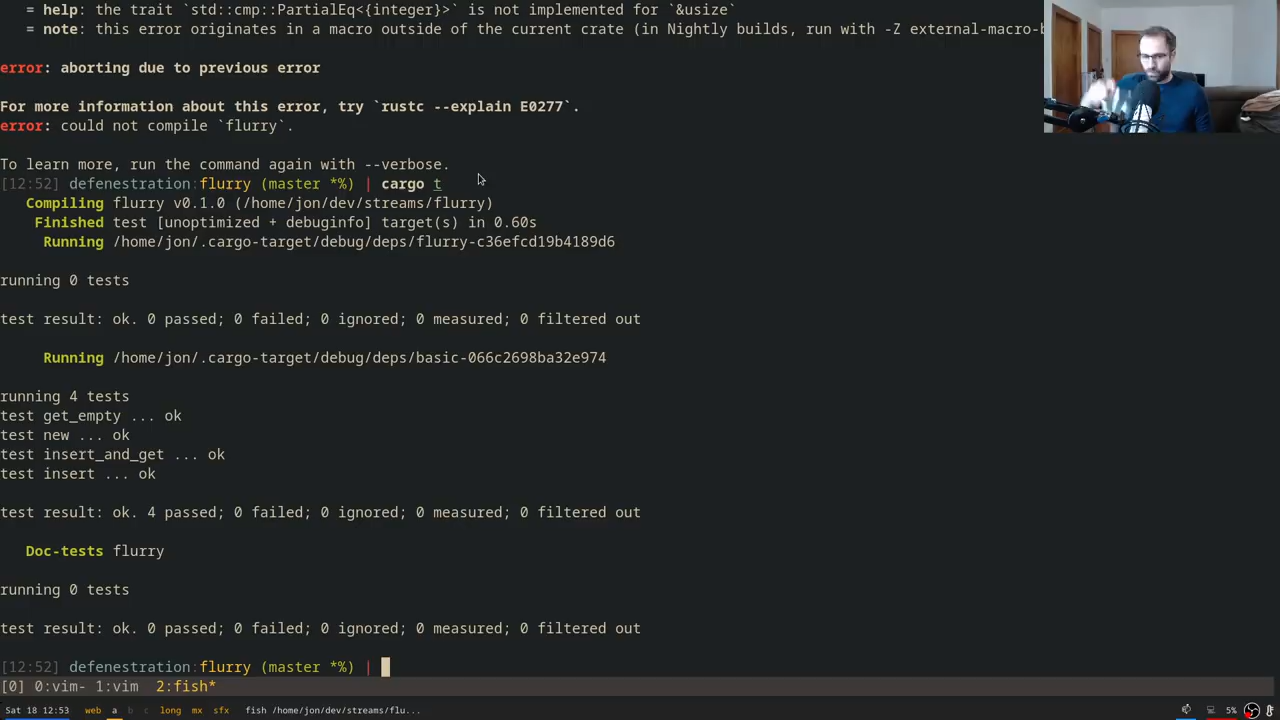 = help: the trait `std::cmp::PartialEq<{integer}>` is not implemented for `&usize`
= note: this error originates in a macro outside of the current crate (in Nightly builds, run with -Z external-macro-b
error: aborting due to previous error
For more information about this error, try `rustc --explain E0277`.
error: could not compile `flurry`.
To learn more, run the command again with --verbose.
[12:52] defenestration:flurry (master *%) | cargo t
Compiling flurry v0.1.0 (/home/jon/dev/streams/flurry)
Finished test [unoptimized + debuginfo] target(s) in 0.60s
Running /home/jon/.cargo-target/debug/deps/flurry-c36efcd19b4189d6
running 0 tests
test result: ok. 0 passed; 0 failed; 0 ignored; 0 measured; 0 filtered out
Running /home/jon/.cargo-target/debug/deps/basic-066c2698ba32e974
running 4 tests
test get_empty ... ok
test new ... ok
test insert_and_get ... ok
test insert ... ok
test result: ok. 4 passed; 0 failed; 0 ignored; 0 measured; 0 filtered out
Doc-tests flurry
running 0 tests
test result: ok. 0 passed; 0 failed; 0 ignored; 0 measured; 0 filtered out
[12:52] defenestration:flurry (master *%) |
[0] 0:vim- 1:vim 2:fish*
Sat 18 12:53 web a b c long mx sfx fish /home/jon/dev/streams/flu... 5%